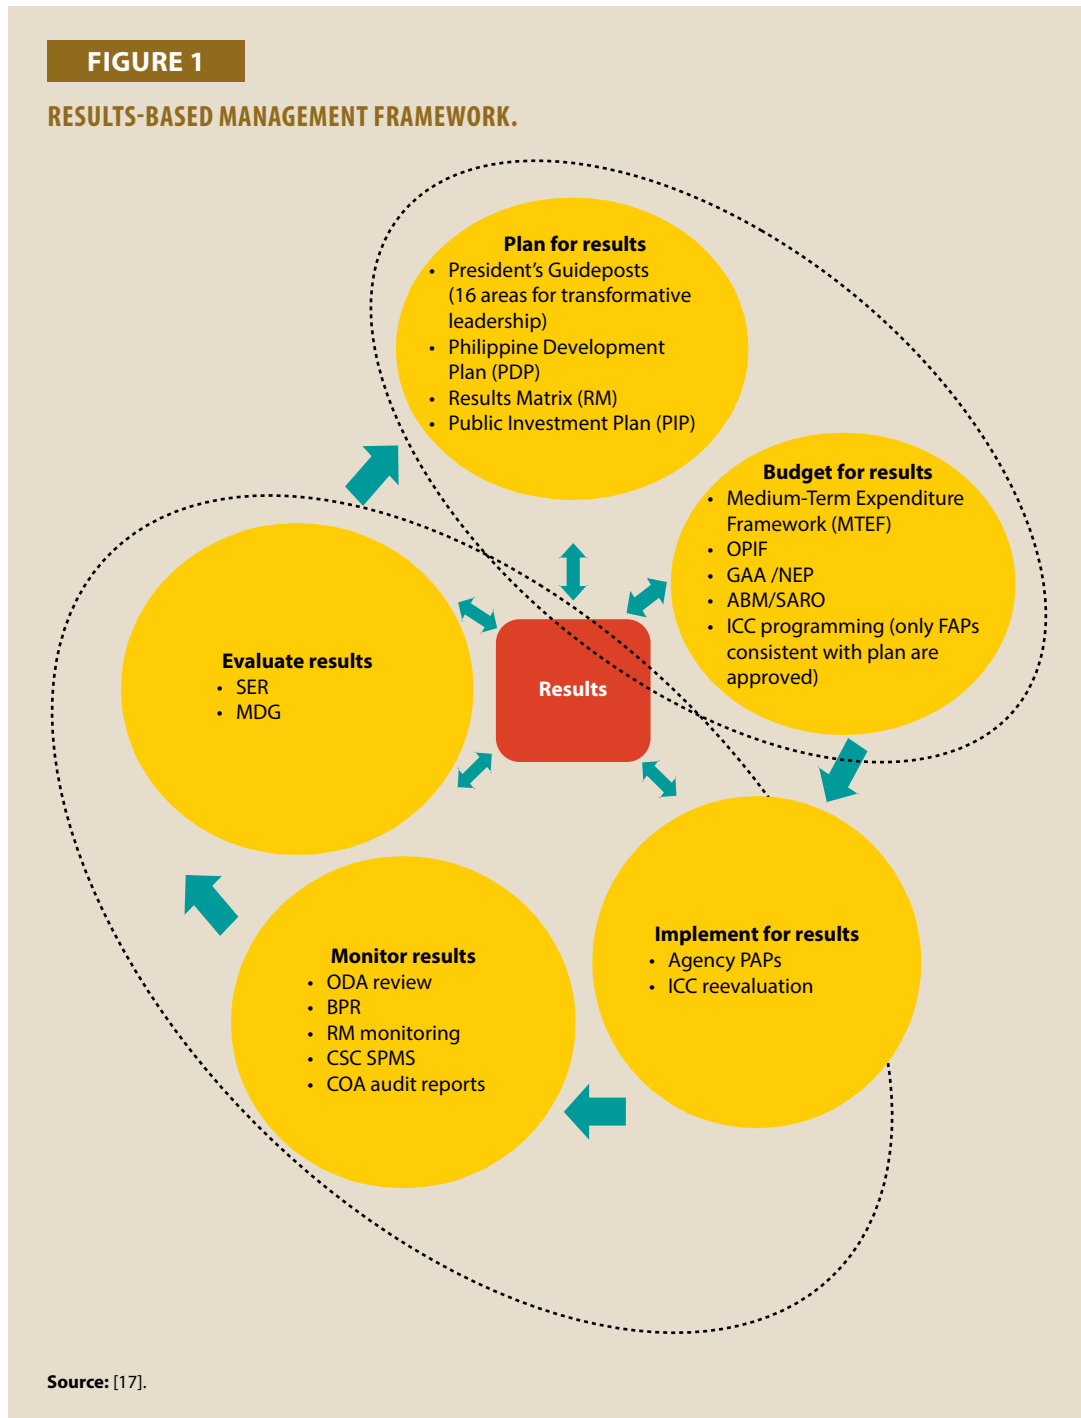 FIGURE 1
RESULTS-BASED MANAGEMENT FRAMEWORK.
Plan for results
• President’s Guideposts
(16 areas for transformative
leadership)
• Philippine Development
Plan (PDP)
• Results Matrix (RM)
• Public Investment Plan (PIP)
Budget for results
• Medium-Term Expenditure
Framework (MTEF)
• OPIF
• GAA /NEP
• ABM/SARO
• ICC programming (only FAPs
consistent with plan are
approved)
Evaluate results
• SER
• MDG
Results
Implement for results
• Agency PAPs
• ICC reevaluation
Monitor results
• ODA review
• BPR
• RM monitoring
• CSC SPMS
• COA audit reports
Source: [17].